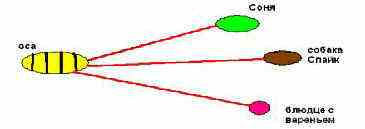 Соня
оса
собака
Спайк
блюдце с
вареньем